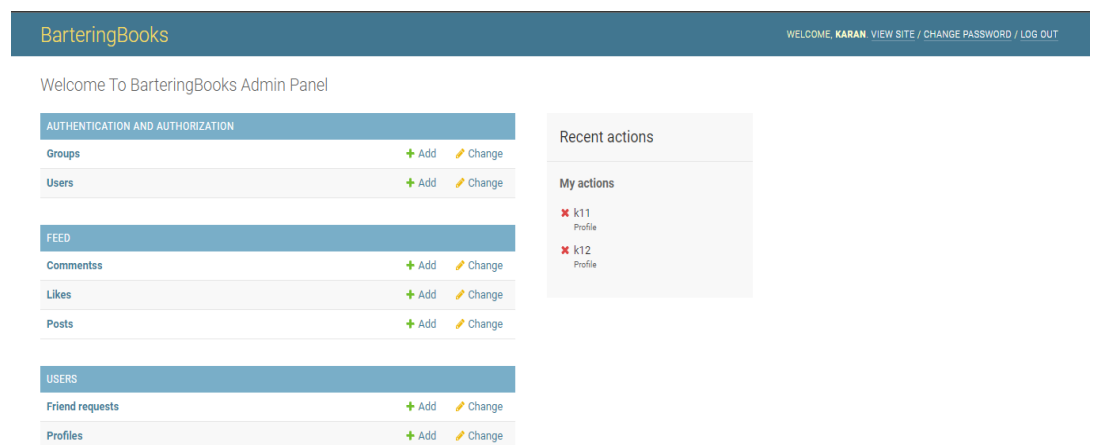 BarteringBooks
WELCOME, KARAN. VIEW SITE / CHANGE PASSWORD / LOG OUT
Welcome To BarteringBooks Admin Panel
AUTHENTICATION AND AUTHORIZATION
Groups Add Change
Users Add Change
FEED
Commentss Add Change
Likes Add Change
Posts Add Change
USERS
Friend requests Add Change
Profiles Add Change
Recent actions
My actions
k11
Profile
k12
Profile